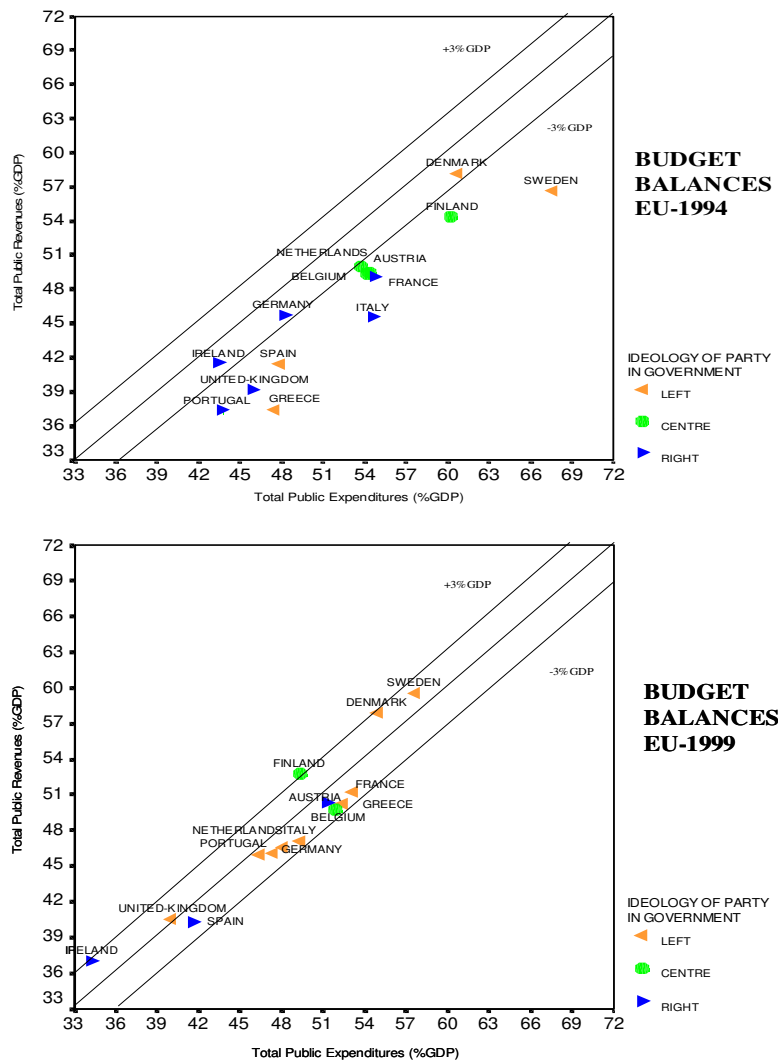 72
69
66
63
60
57
54
51
48
45
42
39
36
33
Total Public Revenues (%GDP)
+3%GDP
-3%GDP
DENMARK
SWEDEN
FINLAND
NETHERLANDS
AUSTRIA
BELGIUM
FRANCE
GERMANY
ITALY
IRELAND
SPAIN
UNITED-KINGDOM
PORTUGAL
GREECE
33 36 39 42 45 48 51 54 57 60 63 66 69 72
Total Public Expenditures (%GDP)
BUDGET
BALANCES
EU-1994
IDEOLOGY OF PARTY
IN GOVERNMENT
LEFT
CENTRE
RIGHT
72
69
66
63
60
57
54
51
48
45
42
39
36
33
Total Public Revenues (%GDP)
+3%GDP
-3%GDP
SWEDEN
DENMARK
FINLAND
FRANCE
AUSTRIA
GREECE
BELGIUM
NETHERLANDS
ITALY
PORTUGAL
GERMANY
UNITED-KINGDOM
SPAIN
IRELAND
33 36 39 42 45 48 51 54 57 60 63 66 69 72
Total Public Expenditures (%GDP)
BUDGET
BALANCES
EU-1999
IDEOLOGY OF PARTY
IN GOVERNMENT
LEFT
CENTRE
RIGHT